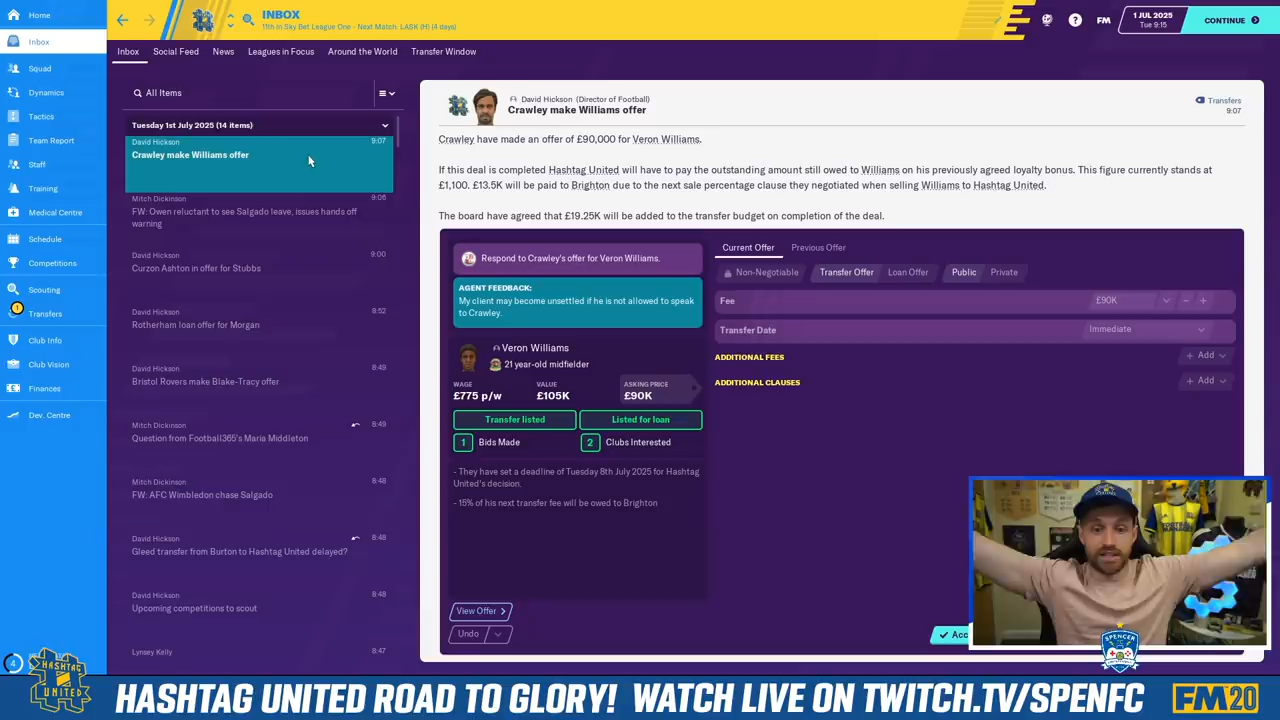 Home
Inbox
Squad
Dynamics
Tactics
Team Report
Staff
Training
Medical Centre
Schedule
Competitions
Scouting
1
Transfers
Club Info
Club Vision
Finances
Dev. Centre
INBOX
11th in Sky Bet League One - Next Match: LASK (H) (4 days)
?
FM
1 JUL 2025
Tue 9:15
CONTINUE
Inbox
Social Feed
News
Leagues in Focus
Around the World
Transfer Window
All Items
Tuesday 1st July 2025 (14 items)
David Hickson 9:07
Crawley make Williams offer
Mitch Dickinson 9:06
FW: Owen reluctant to see Salgado leave, issues hands off
warning
David Hickson 9:00
Curzon Ashton in offer for Stubbs
David Hickson 8:52
Rotherham loan offer for Morgan
David Hickson 8:49
Bristol Rovers make Blake-Tracy offer
Mitch Dickinson 8:49
Question from Football365's Maria Middleton
Mitch Dickinson 8:48
FW: AFC Wimbledon chase Salgado
David Hickson 8:48
Gleed transfer from Burton to Hashtag United delayed?
David Hickson 8:48
Upcoming competitions to scout
Lynsey Kelly 8:47
David Hickson (Director of Football)
Crawley make Williams offer
Transfers
9:07
Crawley have made an offer of £90,000 for Veron Williams.
If this deal is completed Hashtag United will have to pay the outstanding amount still owed to Williams on his previously agreed loyalty bonus. This figure currently stands at
£1,100. £13.5K will be paid to Brighton due to the next sale percentage clause they negotiated when selling Williams to Hashtag United.
The board have agreed that £19.25K will be added to the transfer budget on completion of the deal.
Respond to Crawley's offer for Veron Williams.
AGENT FEEDBACK:
My client may become unsettled if he is not allowed to speak
to Crawley.
Veron Williams
21 year-old midfielder
WAGE VALUE ASKING PRICE
£775 p/w £105K £90K
Transfer listed Listed for loan
1 Bids Made 2 Clubs Interested
- They have set a deadline of Tuesday 8th July 2025 for Hashtag
United's decision.
- 15% of his next transfer fee will be owed to Brighton
View Offer
Undo
Current Offer Previous Offer
Non-Negotiable Transfer Offer Loan Offer Public Private
Fee £90K
Transfer Date Immediate
ADDITIONAL FEES + Add
ADDITIONAL CLAUSES + Add
SPENCER
HASHTAG
UNITED
HASHTAG UNITED ROAD TO GLORY! WATCH LIVE ON TWITCH.TV/SPENFC
FM20